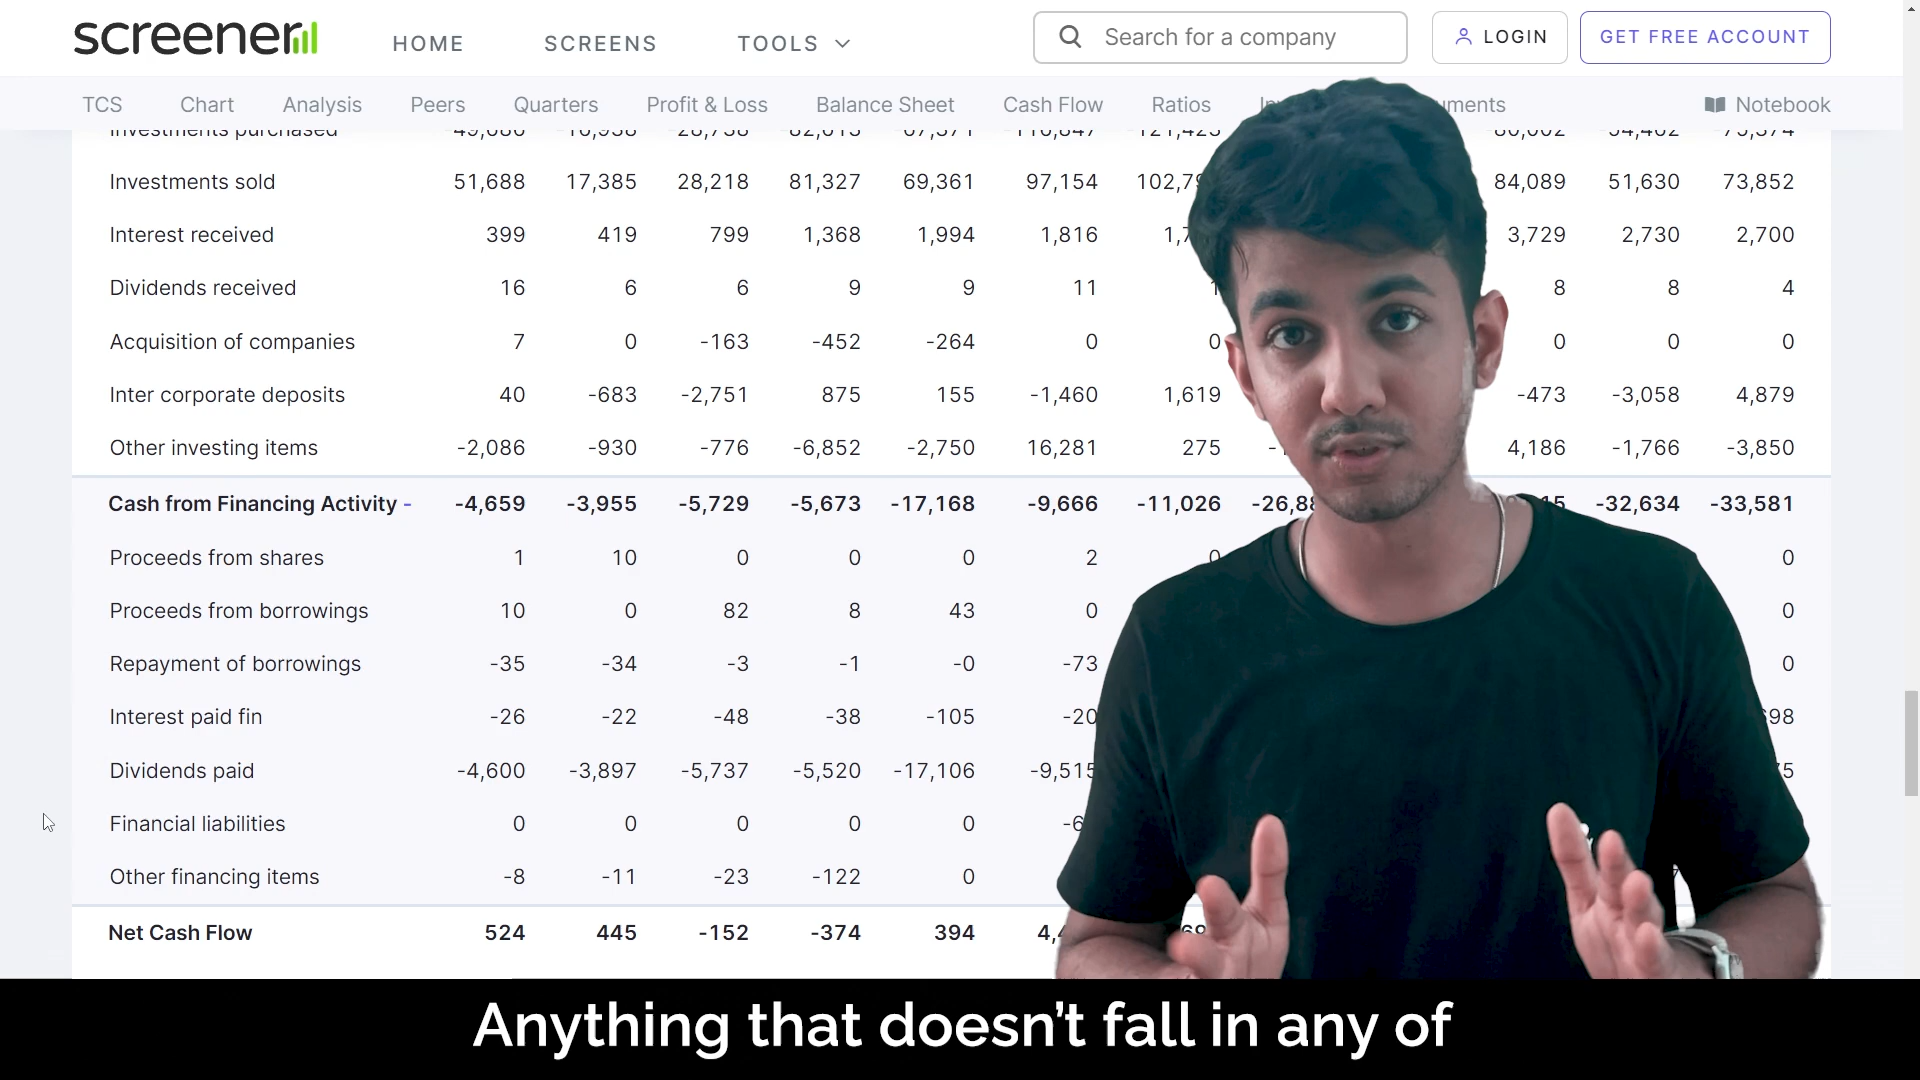 screener
HOME SCREENS TOOLS
Search for a company
LOGIN
GET FREE ACCOUNT
TCS Chart Analysis Peers Quarters Profit & Loss Balance Sheet Cash Flow Ratios Notebook
Investments purchased
Investments sold 51,688 17,385 28,218 81,327 69,361 97,154 84,089 51,630 73,852
Interest received 399 419 799 1,368 1,994 1,816 3,729 2,730 2,700
Dividends received 16 6 6 9 9 11 8 8 4
Acquisition of companies 7 0 -163 -452 -264 0 0 0 0 0
Inter corporate deposits 40 -683 -2,751 875 155 -1,460 1,619 -473 -3,058 4,879
Other investing items -2,086 -930 -776 -6,852 -2,750 16,281 275 4,186 -1,766 -3,850
Cash from Financing Activity - -4,659 -3,955 -5,729 -5,673 -17,168 -9,666 -11,026 -32,634 -33,581
Proceeds from shares 1 10 0 0 0 2 0 0
Proceeds from borrowings 10 0 82 8 43 0 0
Repayment of borrowings -35 -34 -3 -1 -0 -73 0
Interest paid fin -26 -22 -48 -38 -105
Dividends paid -4,600 -3,897 -5,737 -5,520 -17,106 -9,515
Financial liabilities 0 0 0 0 0
Other financing items -8 -11 -23 -122 0
Net Cash Flow 524 445 -152 -374 394
Anything that doesn't fall in any of